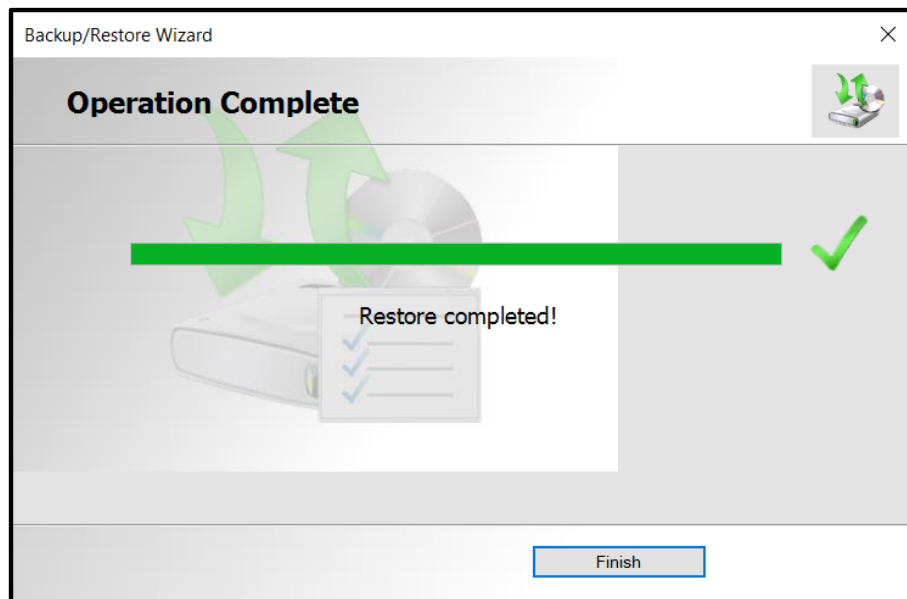 Backup/Restore Wizard
Operation Complete
Restore completed!
Finish